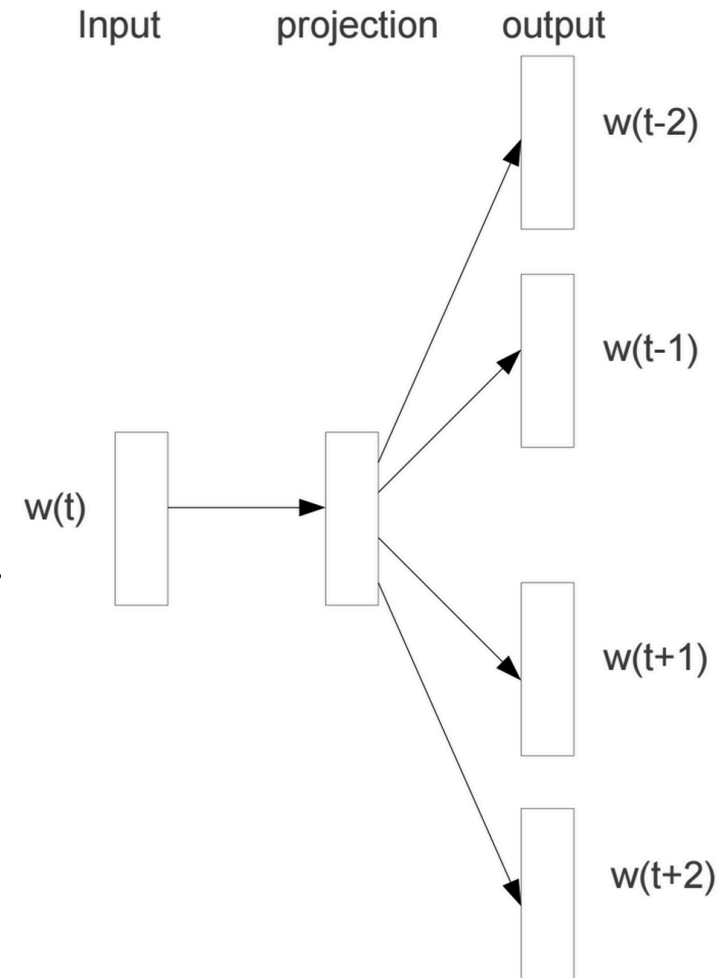 Input projection output
w(t-2)
w(t-1)
w(t)
w(t+1)
w(t+2)